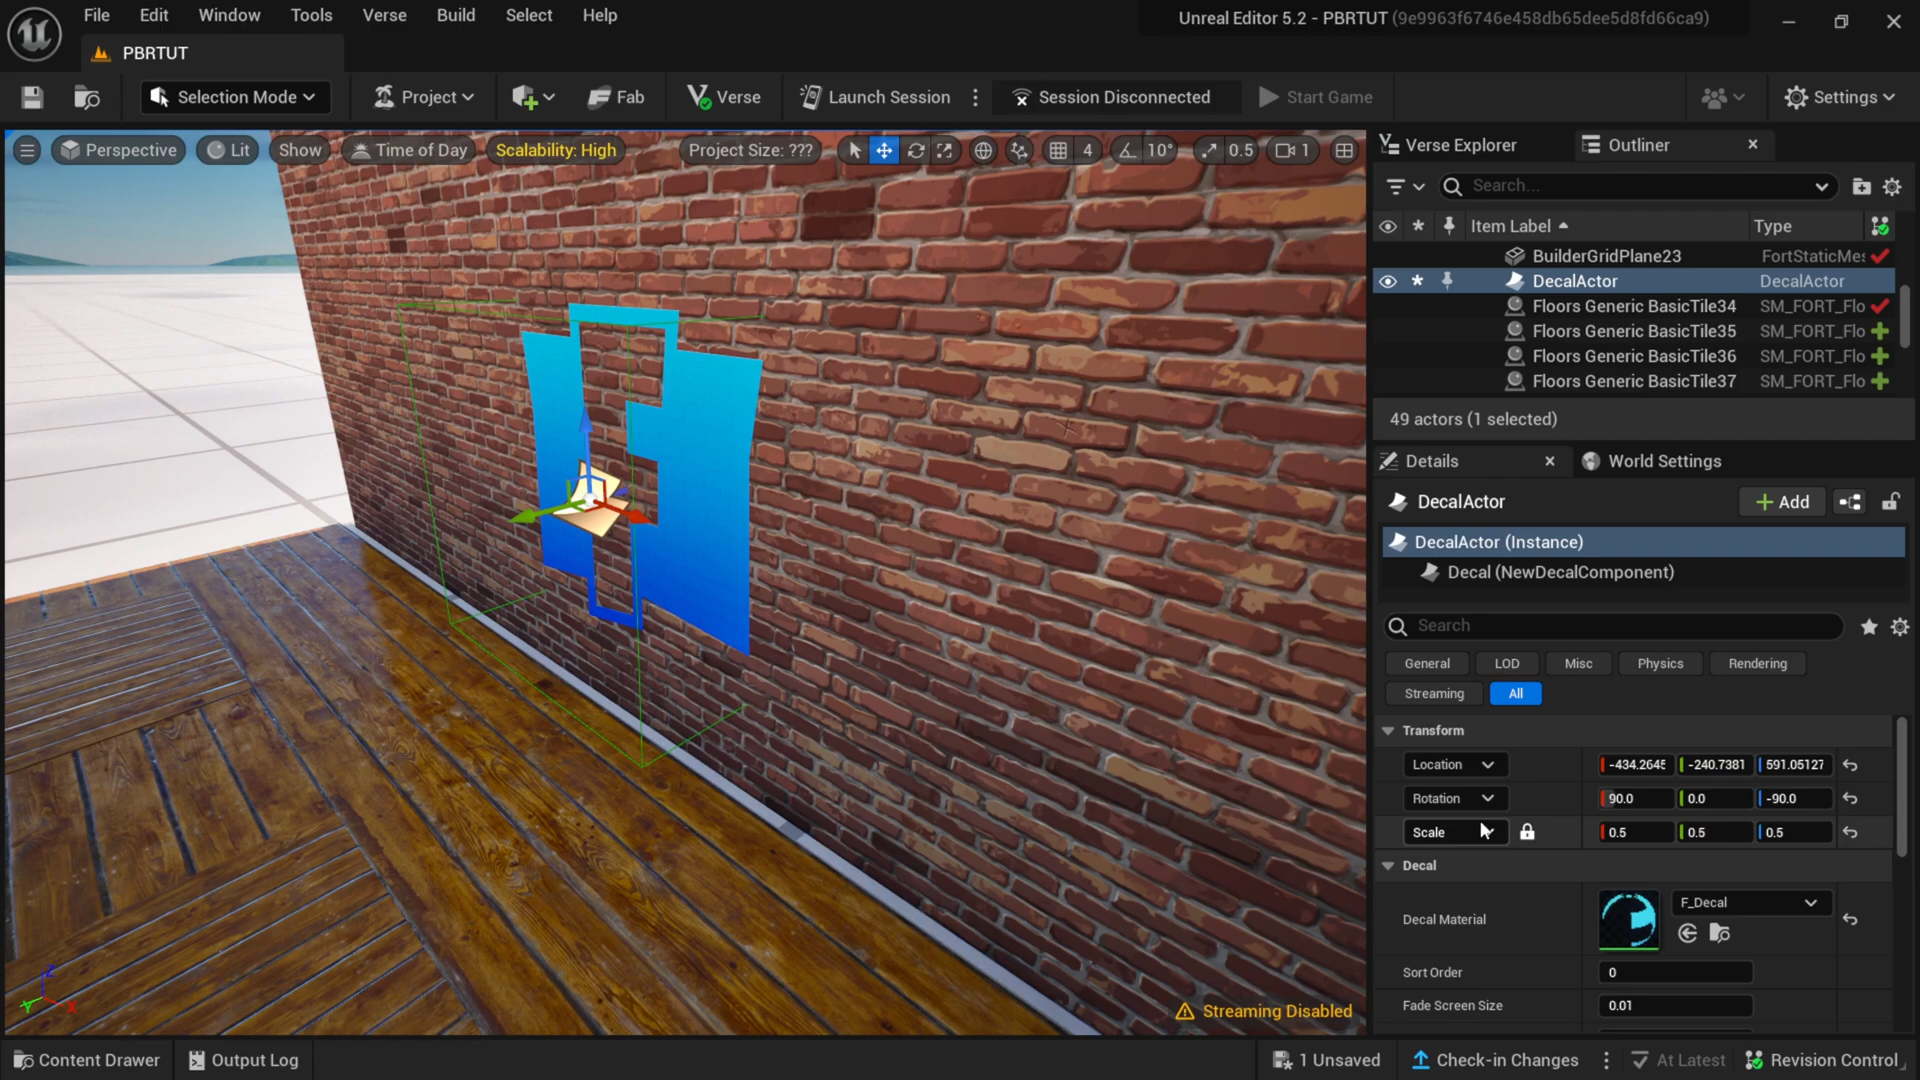 File Edit Window Tools Verse Build Select Help
Unreal Editor 5.2 - PBRTUT (9e9963f6746e458db65dee5d8fd66ca9)
PBRTUT
Selection Mode Project Fab Verse Launch Session Session Disconnected Start Game Settings
Perspective Lit Show Time of Day Scalability: High Project Size: ??? 4 10° 0.5 1
Verse Explorer Outliner
Search...
Item Label Type
BuilderGridPlane23 FortStaticMes
DecalActor DecalActor
Floors Generic BasicTile34 SM_FORT_Flo
Floors Generic BasicTile35 SM_FORT_Flo
Floors Generic BasicTile36 SM_FORT_Flo
Floors Generic BasicTile37 SM_FORT_Flo
49 actors (1 selected)
Details World Settings
DecalActor Add
DecalActor (Instance)
Decal (NewDecalComponent)
Search
General LOD Misc Physics Rendering
Streaming All
Transform
Location -434.2645 -240.7381 591.05127
Rotation 90.0 0.0 -90.0
Scale 0.5 0.5 0.5
Decal
Decal Material F_Decal
Sort Order 0
Fade Screen Size 0.01
Streaming Disabled
Z
Y X
Content Drawer Output Log 1 Unsaved Check-in Changes At Latest Revision Control